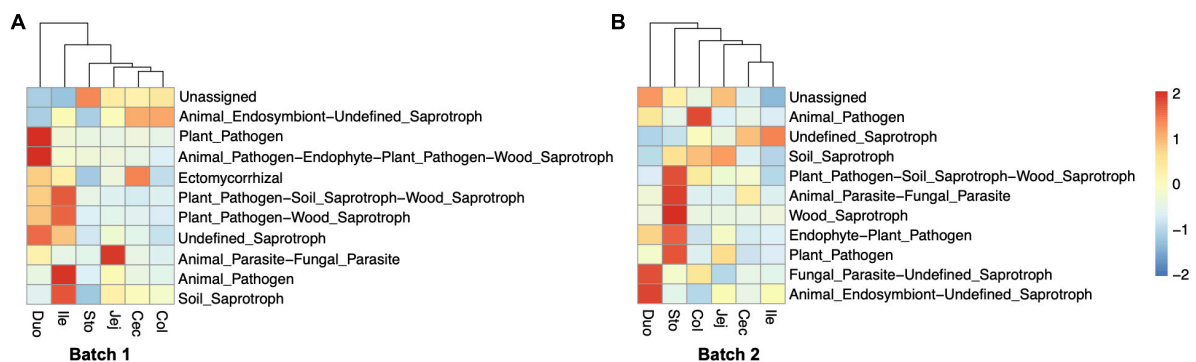 A
Unassigned
Animal_Endosymbiont-Undefined_Saprotroph
Plant_Pathogen
Animal_Pathogen-Endophyte-Plant_Pathogen-Wood_Saprotroph
Ectomycorrhizal
Plant_Pathogen-Soil_Saprotroph-Wood_Saprotroph
Plant_Pathogen-Wood_Saprotroph
Undefined_Saprotroph
Animal_Parasite-Fungal_Parasite
Animal_Pathogen
Soil_Saprotroph
Duo Ile Sto Jej Cec Col
Batch 1
B
Unassigned
Animal_Pathogen
Undefined_Saprotroph
Soil_Saprotroph
Plant_Pathogen-Soil_Saprotroph-Wood_Saprotroph
Animal_Parasite-Fungal_Parasite
Wood_Saprotroph
Endophyte-Plant_Pathogen
Plant_Pathogen
Fungal_Parasite-Undefined_Saprotroph
Animal_Endosymbiont-Undefined_Saprotroph
Duo Sto Col Jej Cec Ile
Batch 2
2
1
0
−1
−2